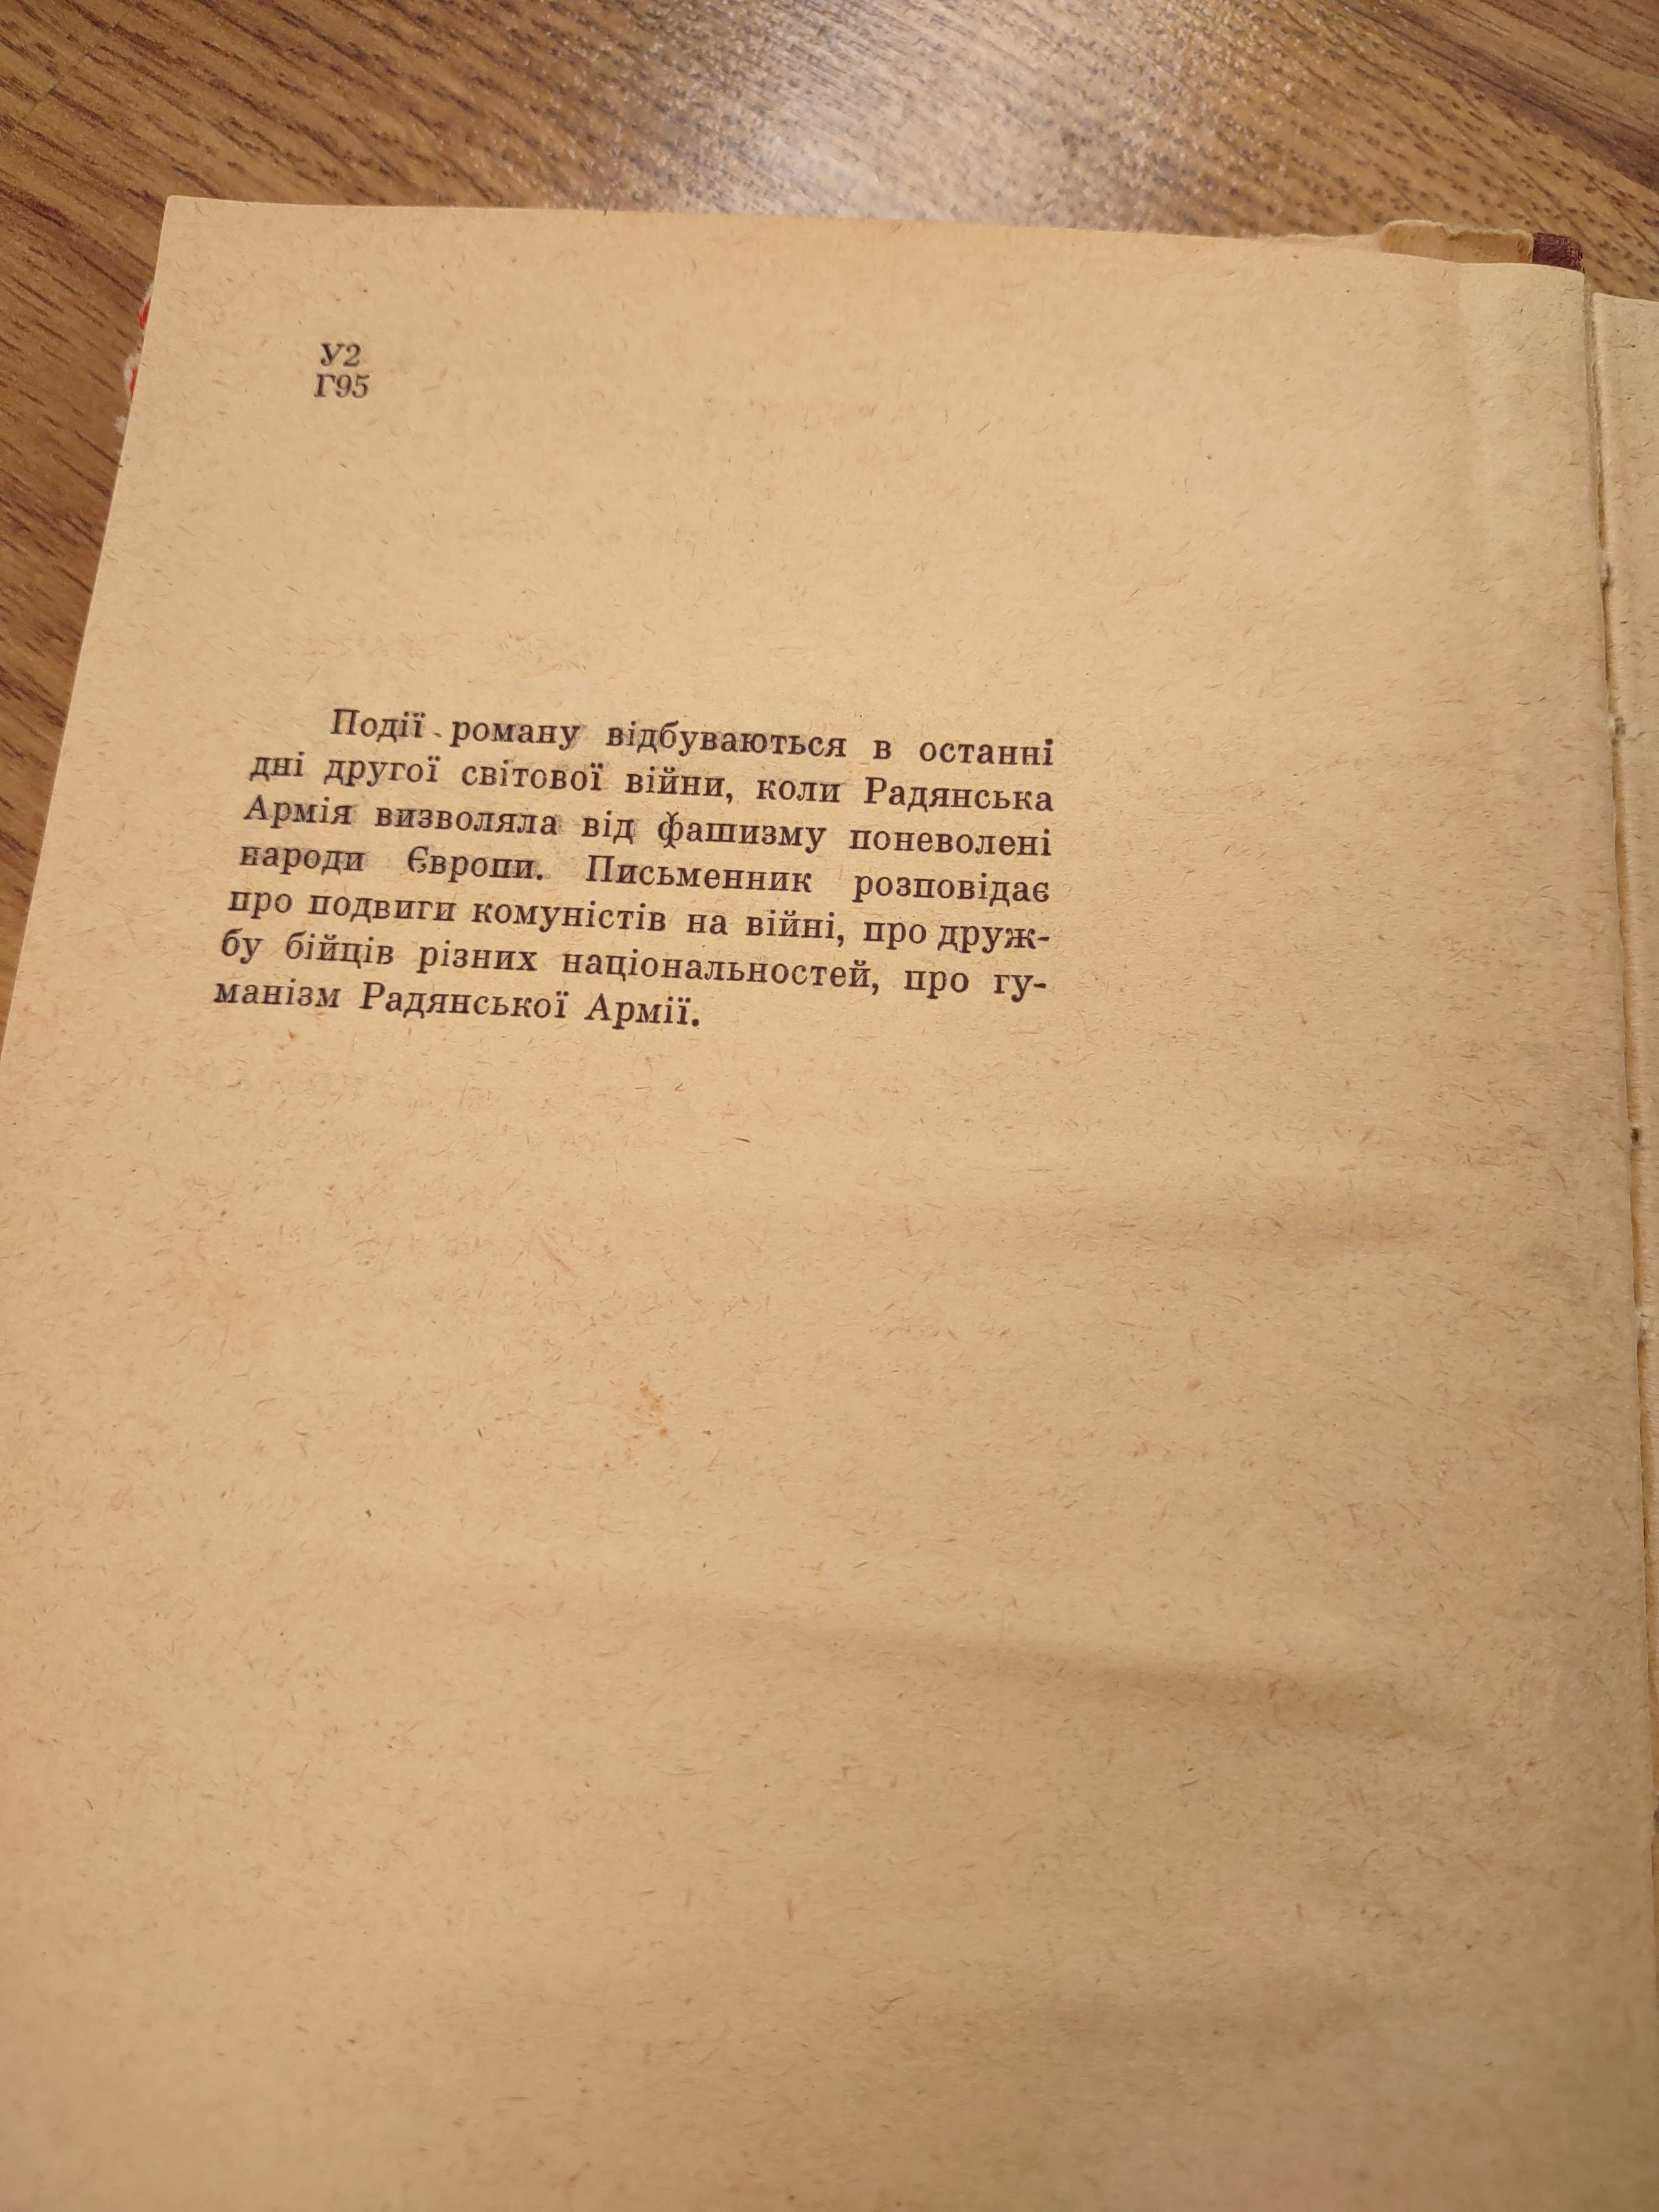 У2
Г95
Події роману відбуваються в останні
дні другої світової війни, коли Радянська
Армія визволяла від фашизму поневолені
народи Європи. Письменник розповідає
про подвиги комуністів на війні, про друж-
бу бійців різних національностей, про гу-
манізм Радянської Армії.